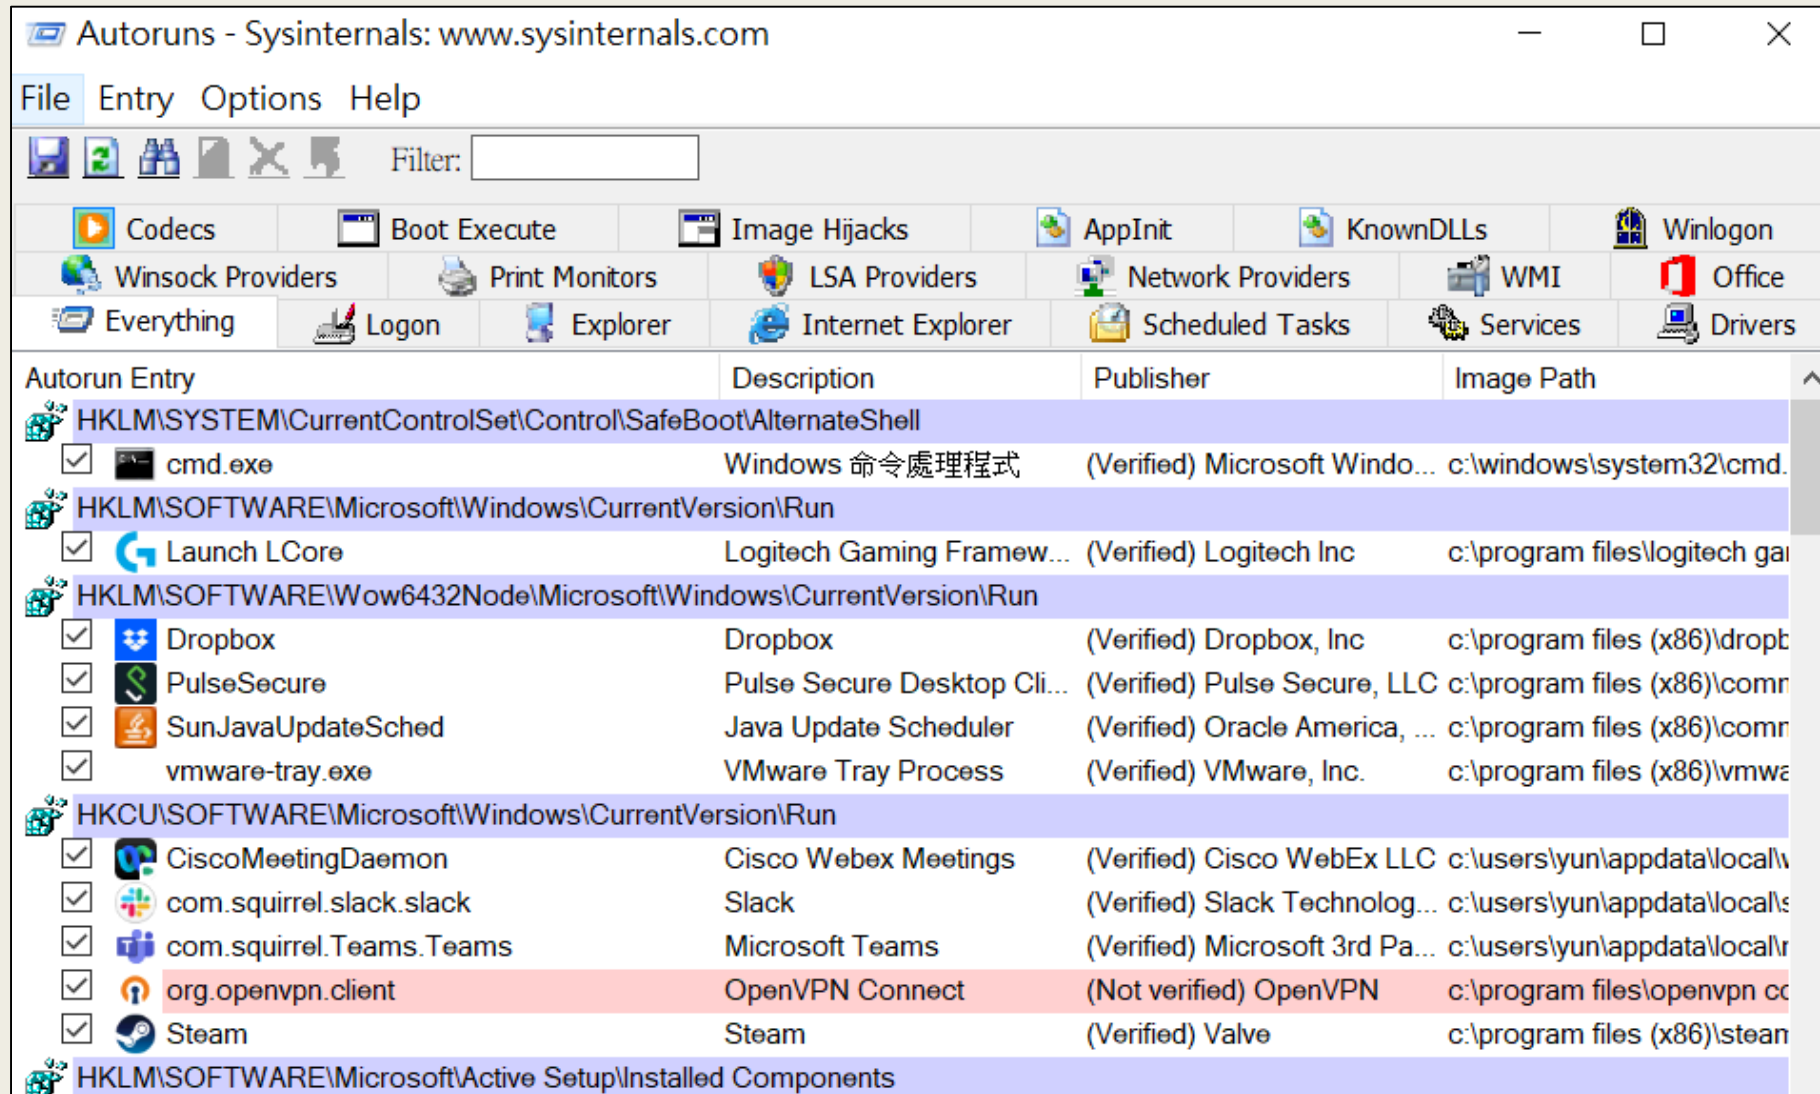 Autoruns - Sysinternals: www.sysinternals.com
File Entry Options Help
Filter:
Codecs Boot Execute Image Hijacks AppInit KnownDLLs Winlogon
Winsock Providers Print Monitors LSA Providers Network Providers WMI Office
Everything Logon Explorer Internet Explorer Scheduled Tasks Services Drivers
Autorun Entry Description Publisher Image Path
HKLM\SYSTEM\CurrentControlSet\Control\SafeBoot\AlternateShell
cmd.exe Windows 命令處理程式 (Verified) Microsoft Windo... c:\windows\system32\cmd.
HKLM\SOFTWARE\Microsoft\Windows\CurrentVersion\Run
Launch LCore Logitech Gaming Framew... (Verified) Logitech Inc c:\program files\logitech gar
HKLM\SOFTWARE\Wow6432Node\Microsoft\Windows\CurrentVersion\Run
Dropbox Dropbox (Verified) Dropbox, Inc c:\program files (x86)\dropb
PulseSecure Pulse Secure Desktop Cli... (Verified) Pulse Secure, LLC c:\program files (x86)\comm
SunJavaUpdateSched Java Update Scheduler (Verified) Oracle America, ... c:\program files (x86)\comm
vmware-tray.exe VMware Tray Process (Verified) VMware, Inc. c:\program files (x86)\vmwa
HKCU\SOFTWARE\Microsoft\Windows\CurrentVersion\Run
CiscoMeetingDaemon Cisco Webex Meetings (Verified) Cisco WebEx LLC c:\users\yun\appdata\local\w
com.squirrel.slack.slack Slack (Verified) Slack Technolog... c:\users\yun\appdata\local\s
com.squirrel.Teams.Teams Microsoft Teams (Verified) Microsoft 3rd Pa... c:\users\yun\appdata\local\m
org.openvpn.client OpenVPN Connect (Not verified) OpenVPN c:\program files\openvpn co
Steam Steam (Verified) Valve c:\program files (x86)\steam
HKLM\SOFTWARE\Microsoft\Active Setup\Installed Components